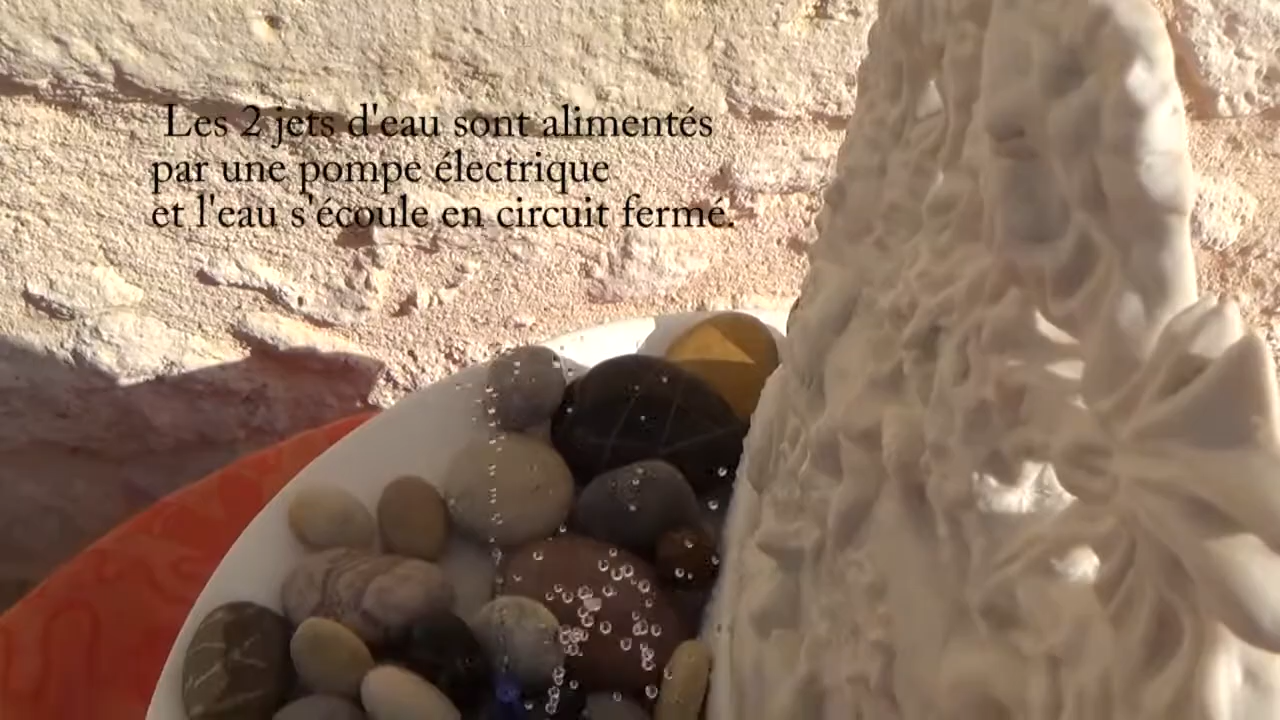 Les 2 jets d'eau sont alimentés
par une pompe électrique
et l'eau s'écoule en circuit fermé.